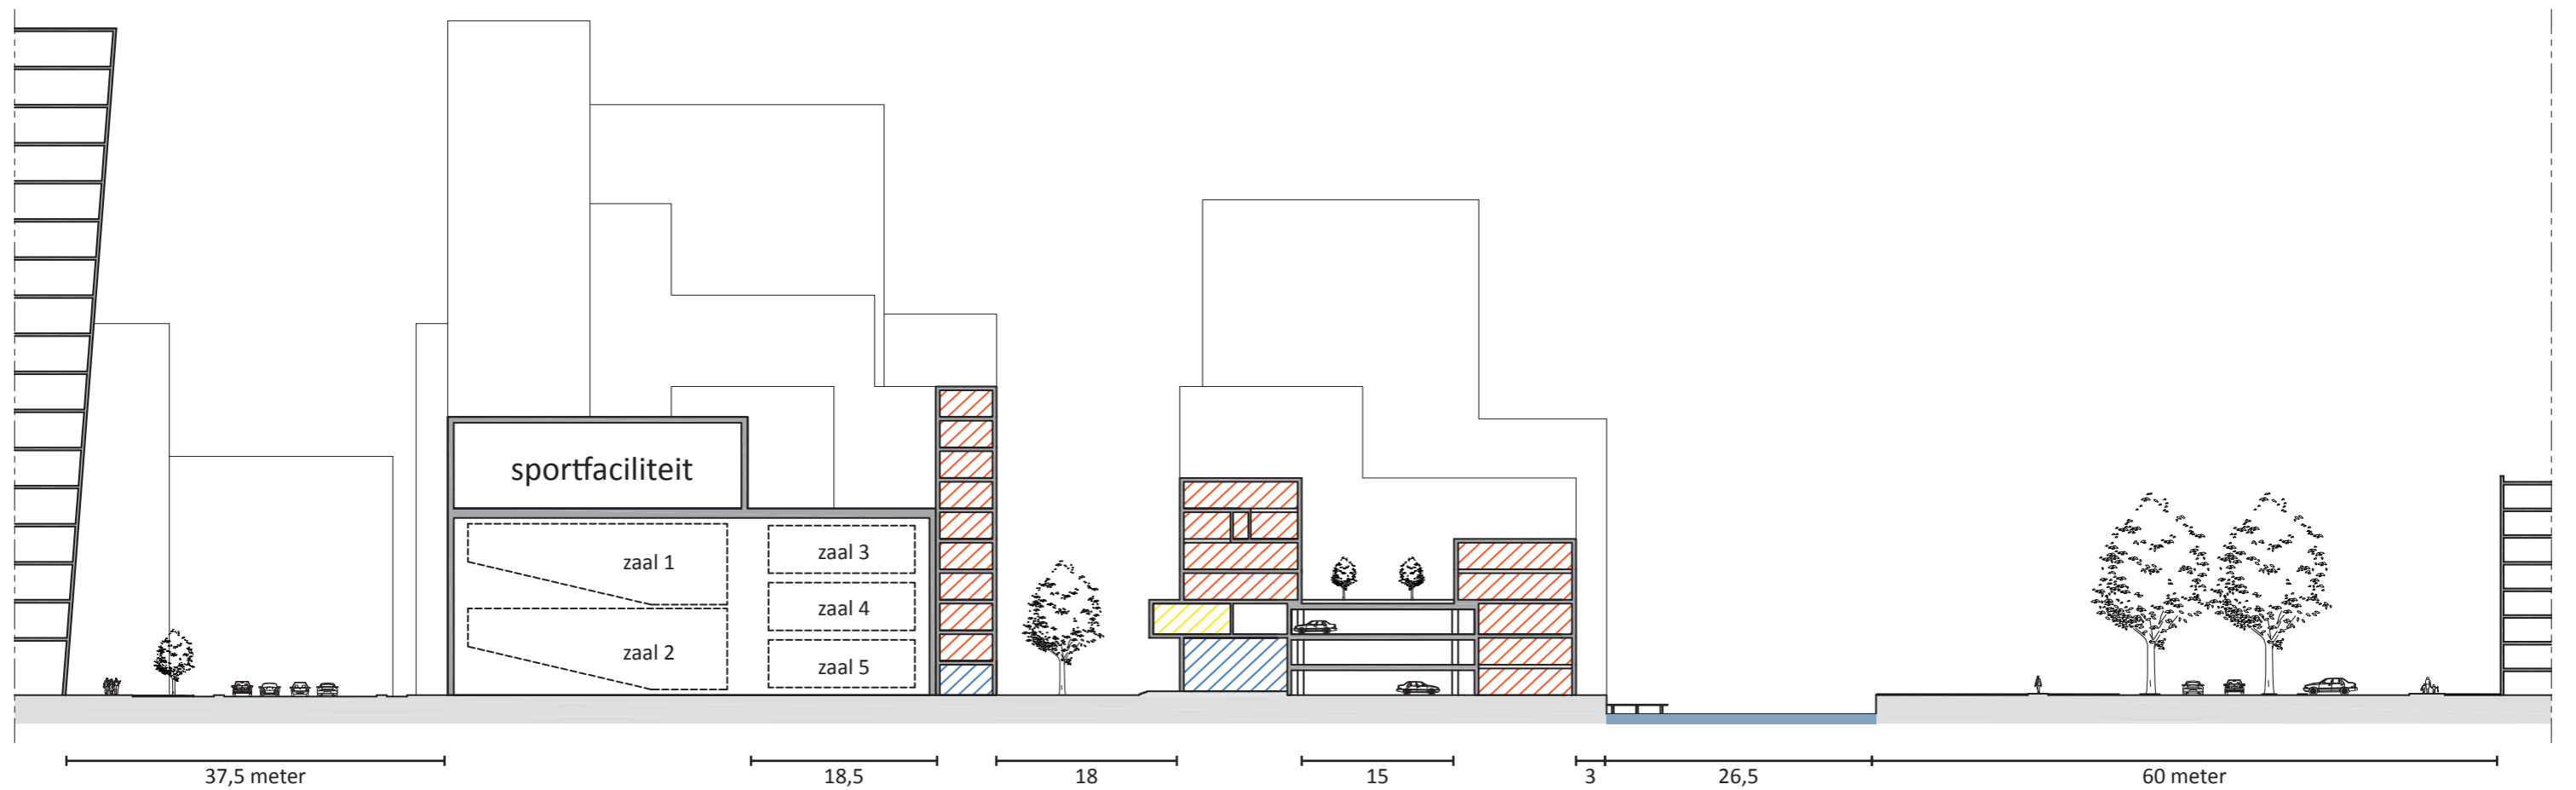 sportfaciliteit
zaal 1
zaal 3
zaal 4
zaal 2
zaal 5
37,5 meter
18,5
18
15
3
26,5
60 meter